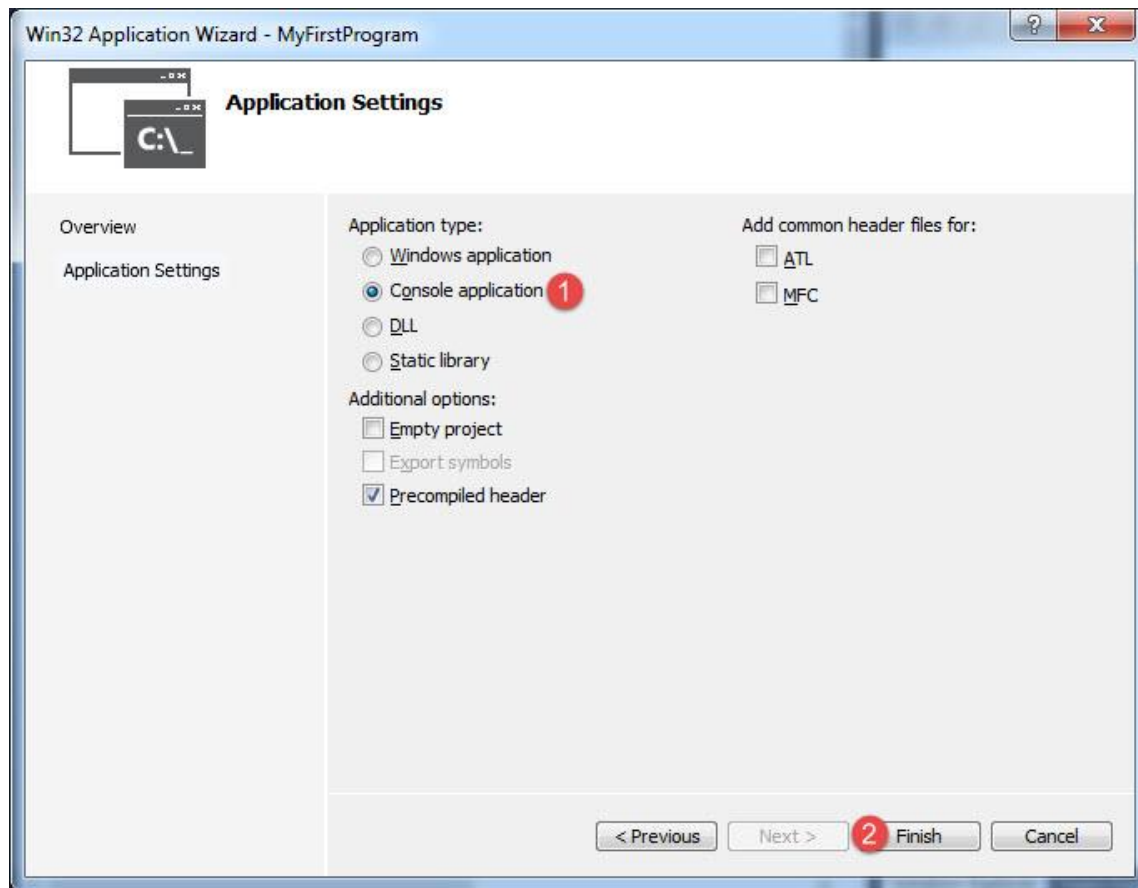 Win32 Application Wizard - MyFirstProgram
C:\_
Application Settings
Overview
Application Settings
Application type:
Windows application
Console application 1
DLL
Static library
Additional options:
Empty project
Export symbols
Precompiled header
Add common header files for:
ATL
MFC
< Previous
Next >
2 Finish
Cancel